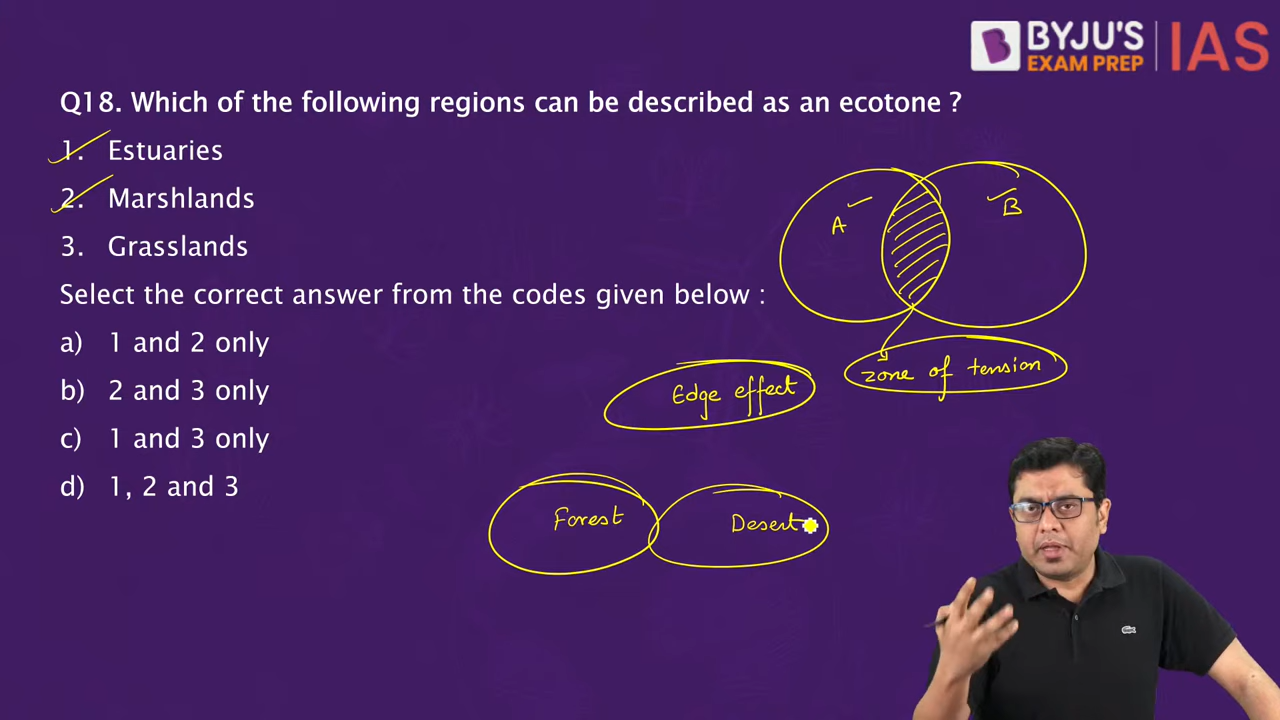 BYJU'S
EXAM PREP
IAS
Q18. Which of the following regions can be described as an ecotone ?
1. Estuaries
2. Marshlands
3. Grasslands
Select the correct answer from the codes given below :
a) 1 and 2 only
b) 2 and 3 only
c) 1 and 3 only
d) 1, 2 and 3
A
B
zone of tension
Edge effect
Forest
Desert